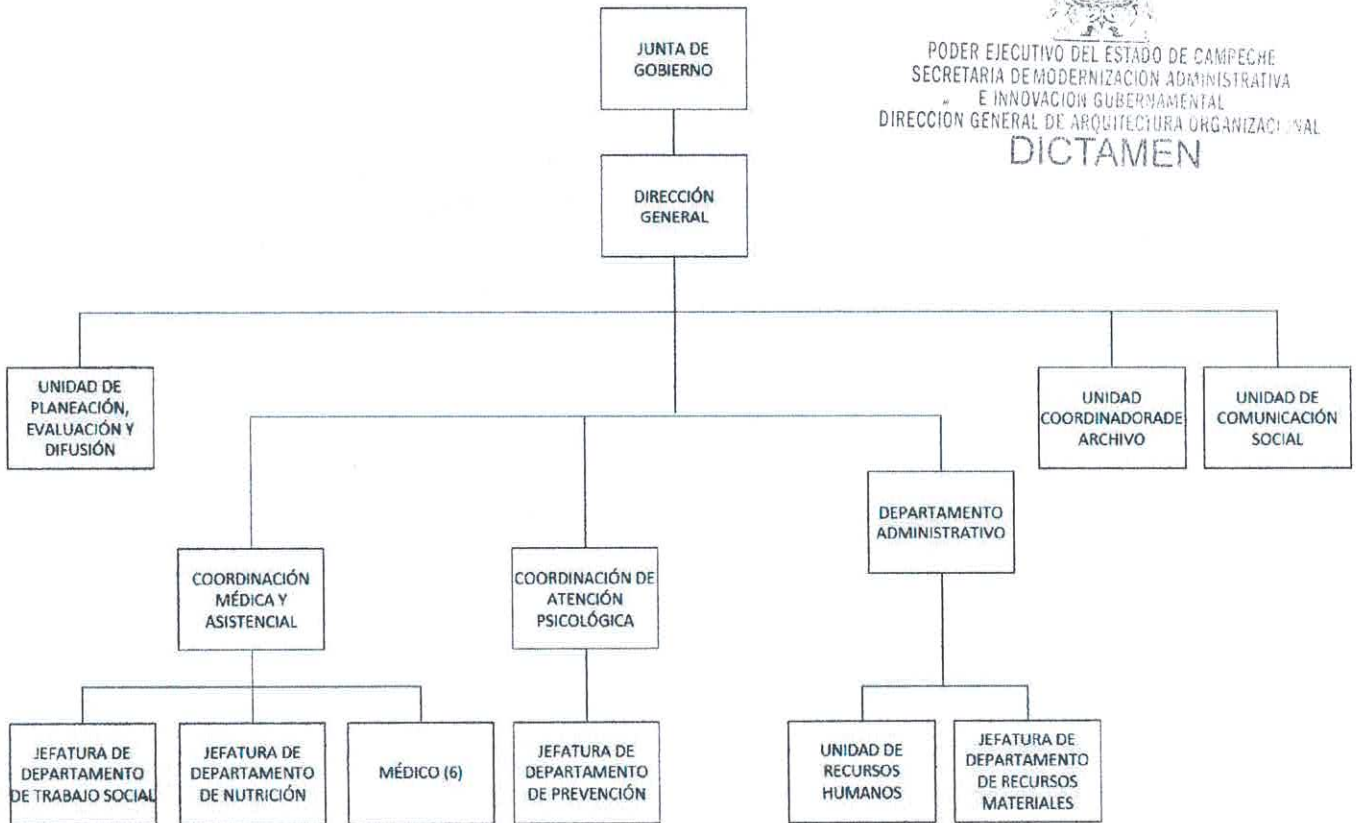 JUNTA DE
GOBIERNO
PODER EJECUTIVO DEL ESTADO DE CAMPECHE
SECRETARIA DE MODERNIZACION ADMINISTRATIVA
E INNOVACION GUBERNAMENTAL
DIRECCION GENERAL DE ARQUITECTURA ORGANIZACIONAL
DICTAMEN
DIRECCIÓN
GENERAL
UNIDAD DE
PLANEACIÓN,
EVALUACIÓN Y
DIFUSIÓN
UNIDAD
COORDINADORADE
ARCHIVO
UNIDAD DE
COMUNICACIÓN
SOCIAL
DEPARTAMENTO
ADMINISTRATIVO
COORDINACIÓN
MÉDICA Y
ASISTENCIAL
COORDINACIÓN DE
ATENCIÓN
PSICOLÓGICA
JEFATURA DE
DEPARTAMENTO
DE TRABAJO SOCIAL
JEFATURA DE
DEPARTAMENTO
DE NUTRICIÓN
MÉDICO (6)
JEFATURA DE
DEPARTAMENTO
DE PREVENCIÓN
UNIDAD DE
RECURSOS
HUMANOS
JEFATURA DE
DEPARTAMENTO
DE RECURSOS
MATERIALES